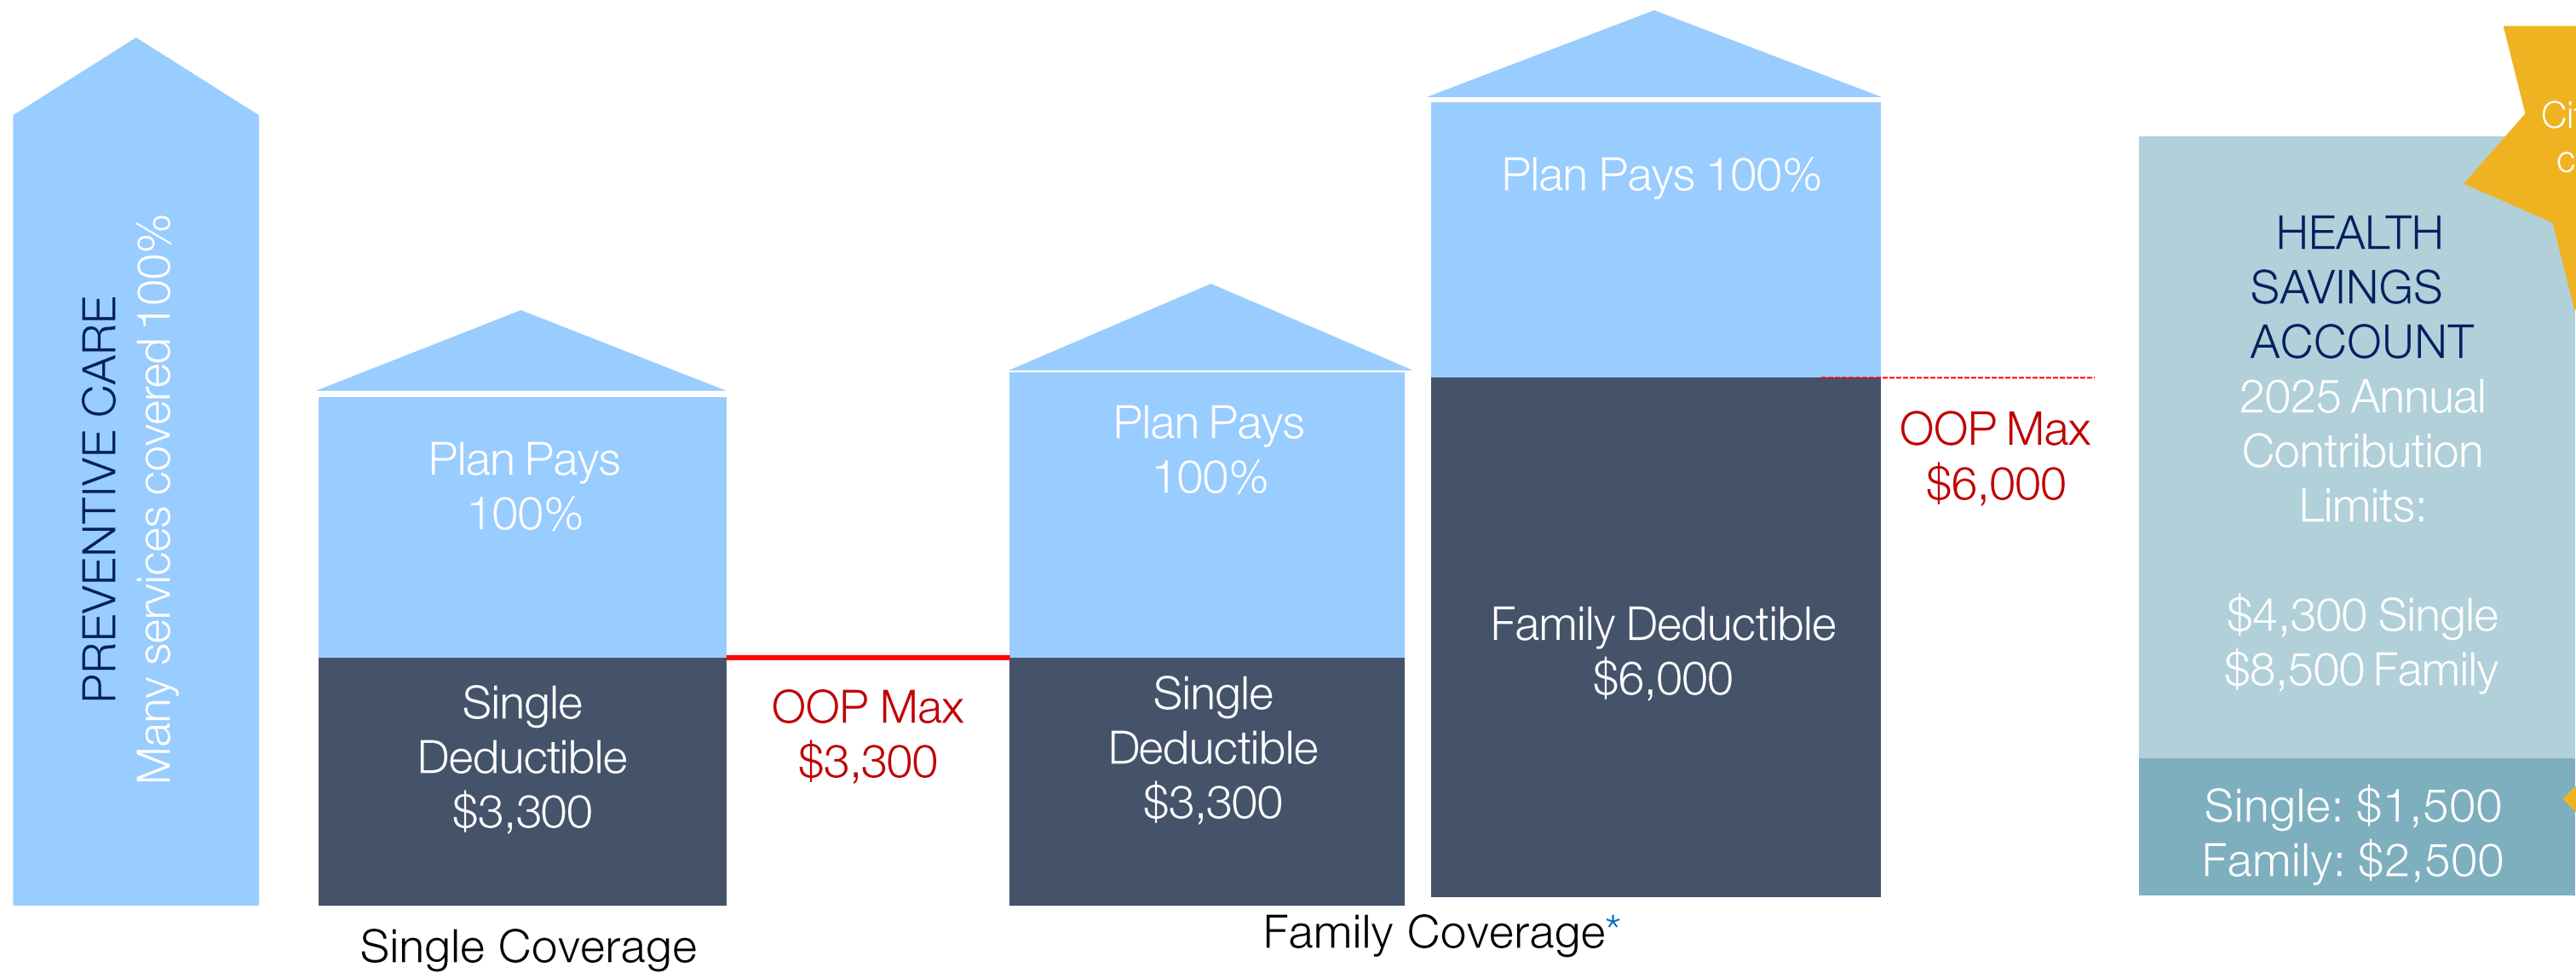 PREVENTIVE CARE
Many services covered 100%
Plan Pays
100%
Single
Deductible
$3,300
Single Coverage
OOP Max
$3,300
Plan Pays
100%
Single
Deductible
$3,300
Plan Pays 100%
Family Deductible
$6,000
Family Coverage*
OOP Max
$6,000
HEALTH
SAVINGS
ACCOUNT
2025 Annual
Contribution
Limits:
$4,300 Single
$8,500 Family
Single: $1,500
Family: $2,500